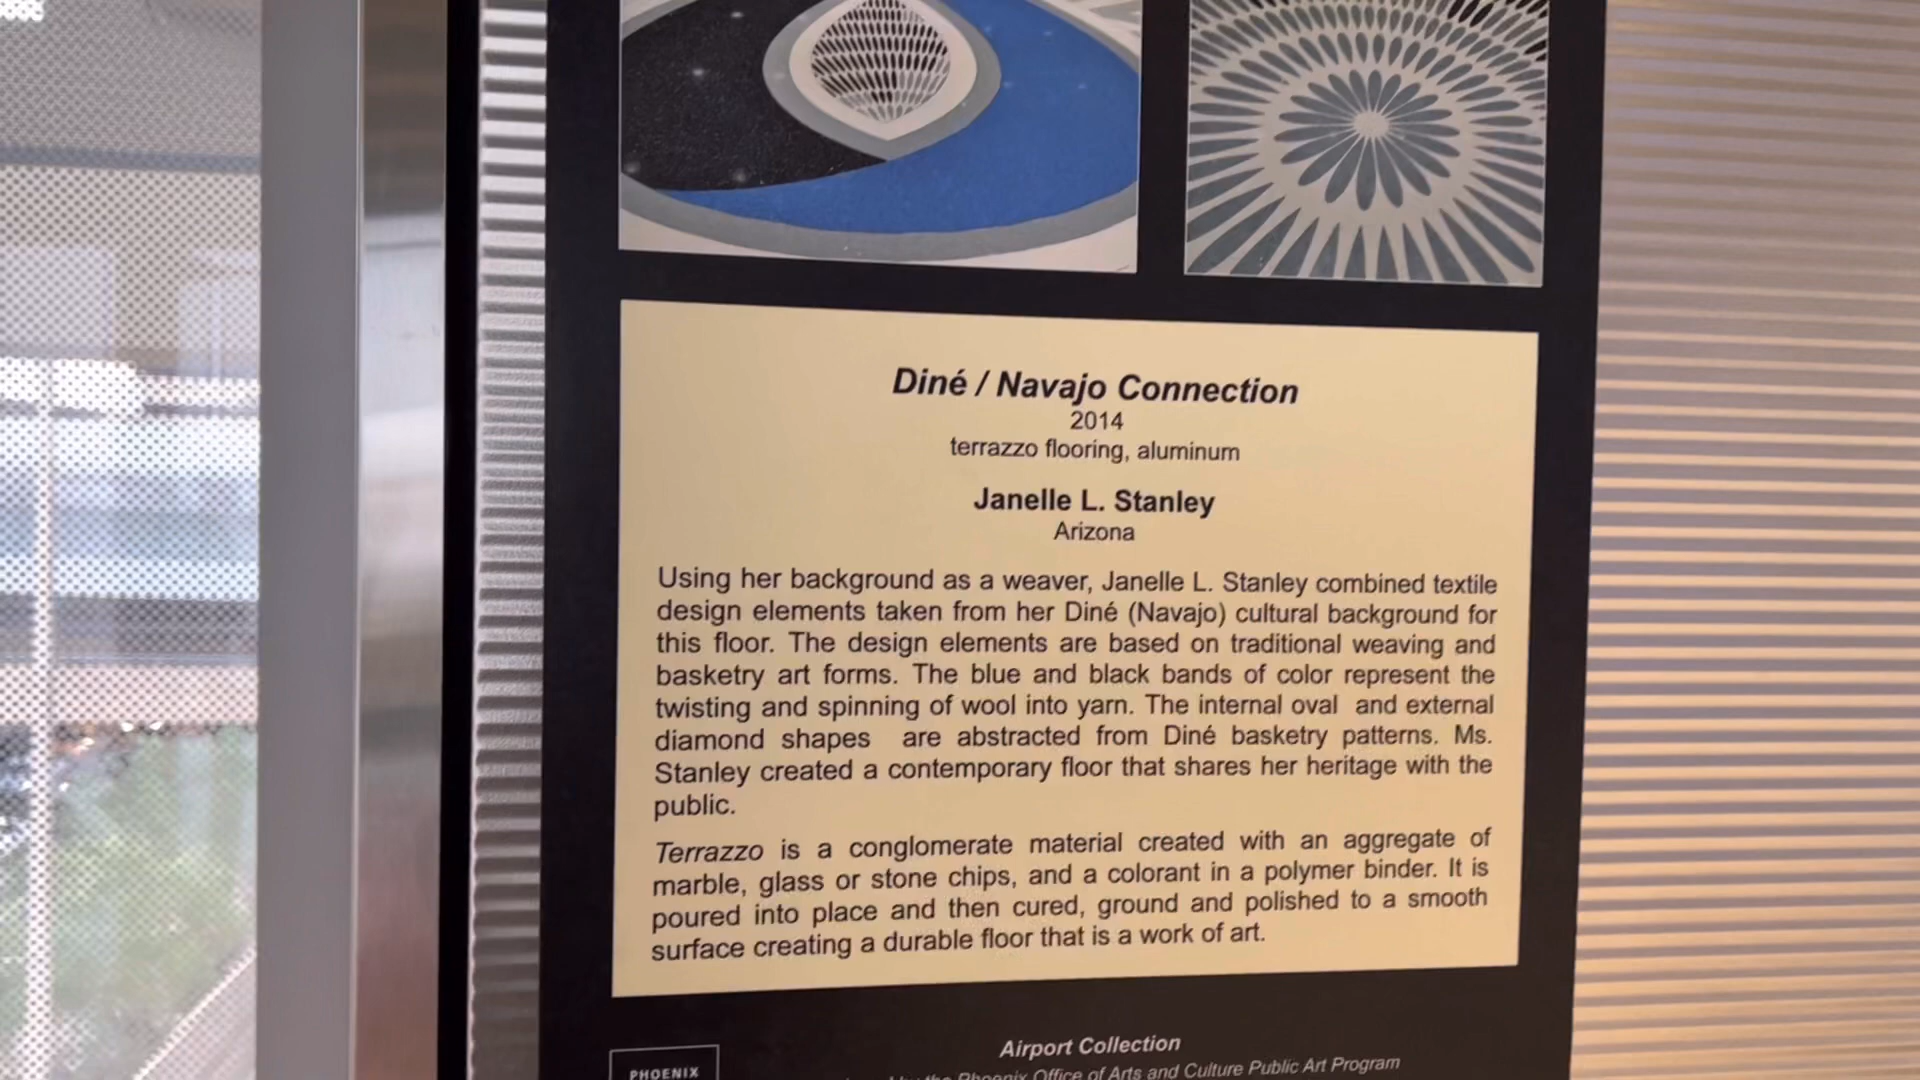 Diné / Navajo Connection
2014
terrazzo flooring, aluminum
Janelle L. Stanley
Arizona
Using her background as a weaver, Janelle L. Stanley combined textile
design elements taken from her Diné (Navajo) cultural background for
this floor. The design elements are based on traditional weaving and
basketry art forms. The blue and black bands of color represent the
twisting and spinning of wool into yarn. The internal oval and external
diamond shapes are abstracted from Diné basketry patterns. Ms.
Stanley created a contemporary floor that shares her heritage with the
public.
Terrazzo is a conglomerate material created with an aggregate of
marble, glass or stone chips, and a colorant in a polymer binder. It is
poured into place and then cured, ground and polished to a smooth
surface creating a durable floor that is a work of art.
Airport Collection
by the Phoenix Office of Arts and Culture Public Art Program
PHOENIX